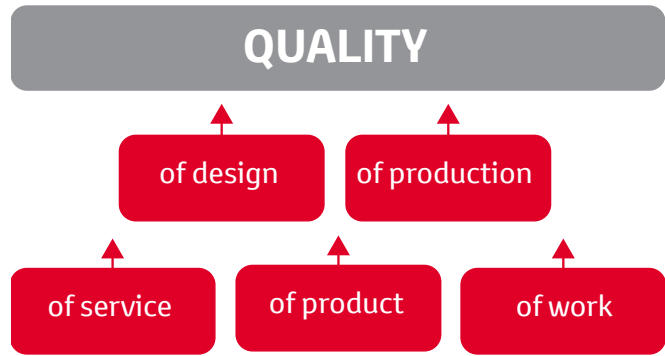 QUALITY
of design
of production
of service
of product
of work